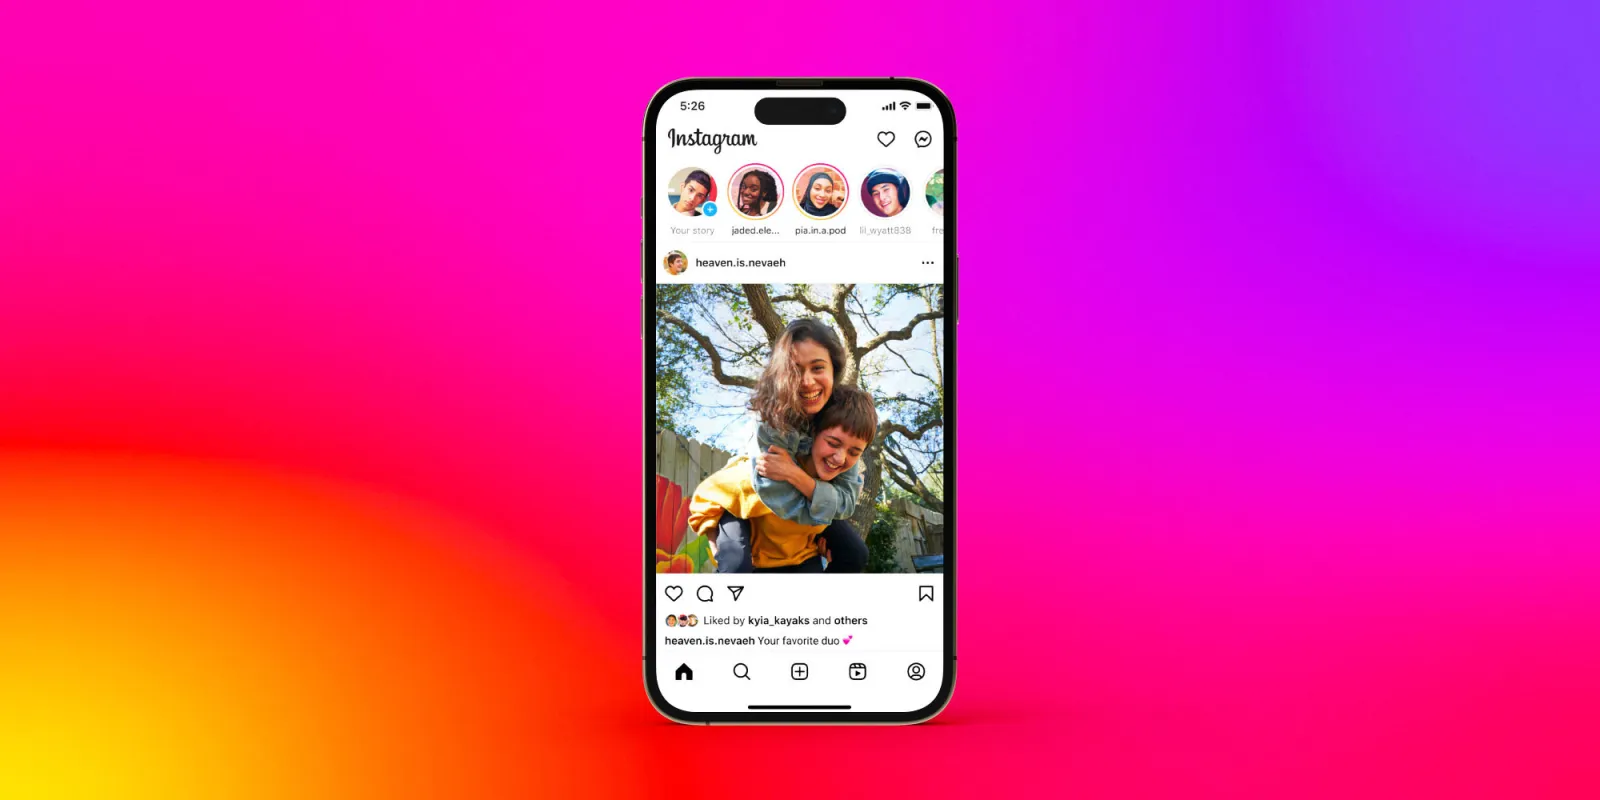 5:26
Instagram
Your story
jaded.ele...
pia.in.a.pod
lil_wyatt838
fre
heaven.is.nevaeh
Liked by kyia_kayaks and others
heaven.is.nevaeh Your favorite duo 💕